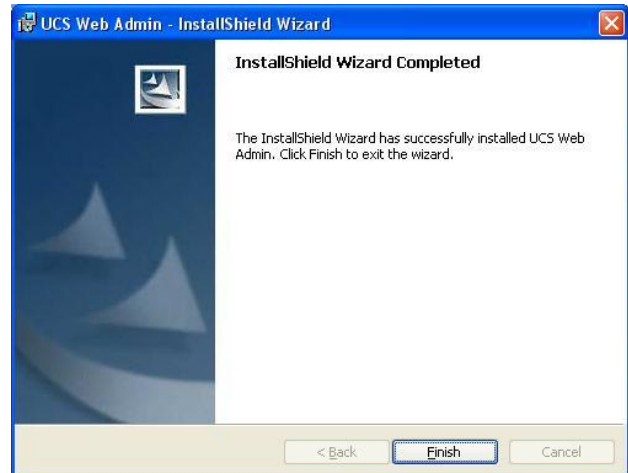 UCS Web Admin - InstallShield Wizard
InstallShield Wizard Completed
The InstallShield Wizard has successfully installed UCS Web
Admin. Click Finish to exit the wizard.
< Back
Finish
Cancel